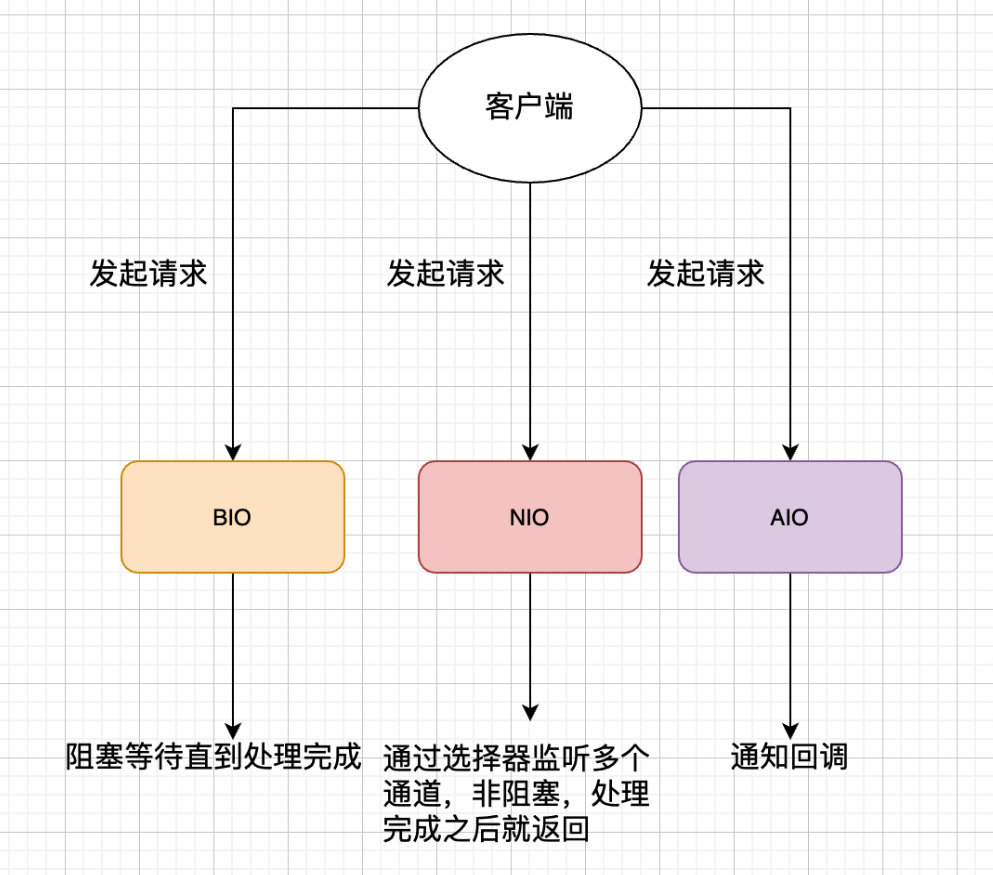 客户端
发起请求
发起请求
发起请求
BIO
NIO
AIO
阻塞等待直到处理完成
通过选择器监听多个
通道，非阻塞，处理
完成之后就返回
通知回调